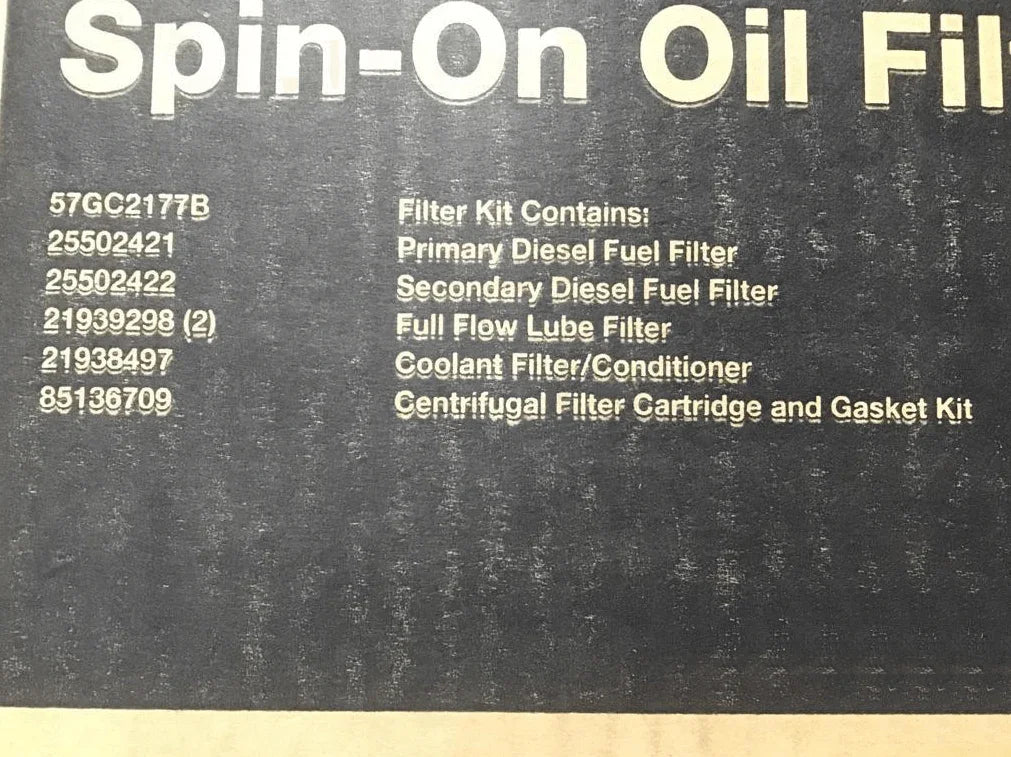 Spin-On Oil Fil
57GC2177B Filter Kit Contains:
25502421 Primary Diesel Fuel Filter
25502422 Secondary Diesel Fuel Filter
21939298 (2) Full Flow Lube Filter
21938497 Coolant Filter/Conditioner
85136709 Centrifugal Filter Cartridge and Gasket Kit